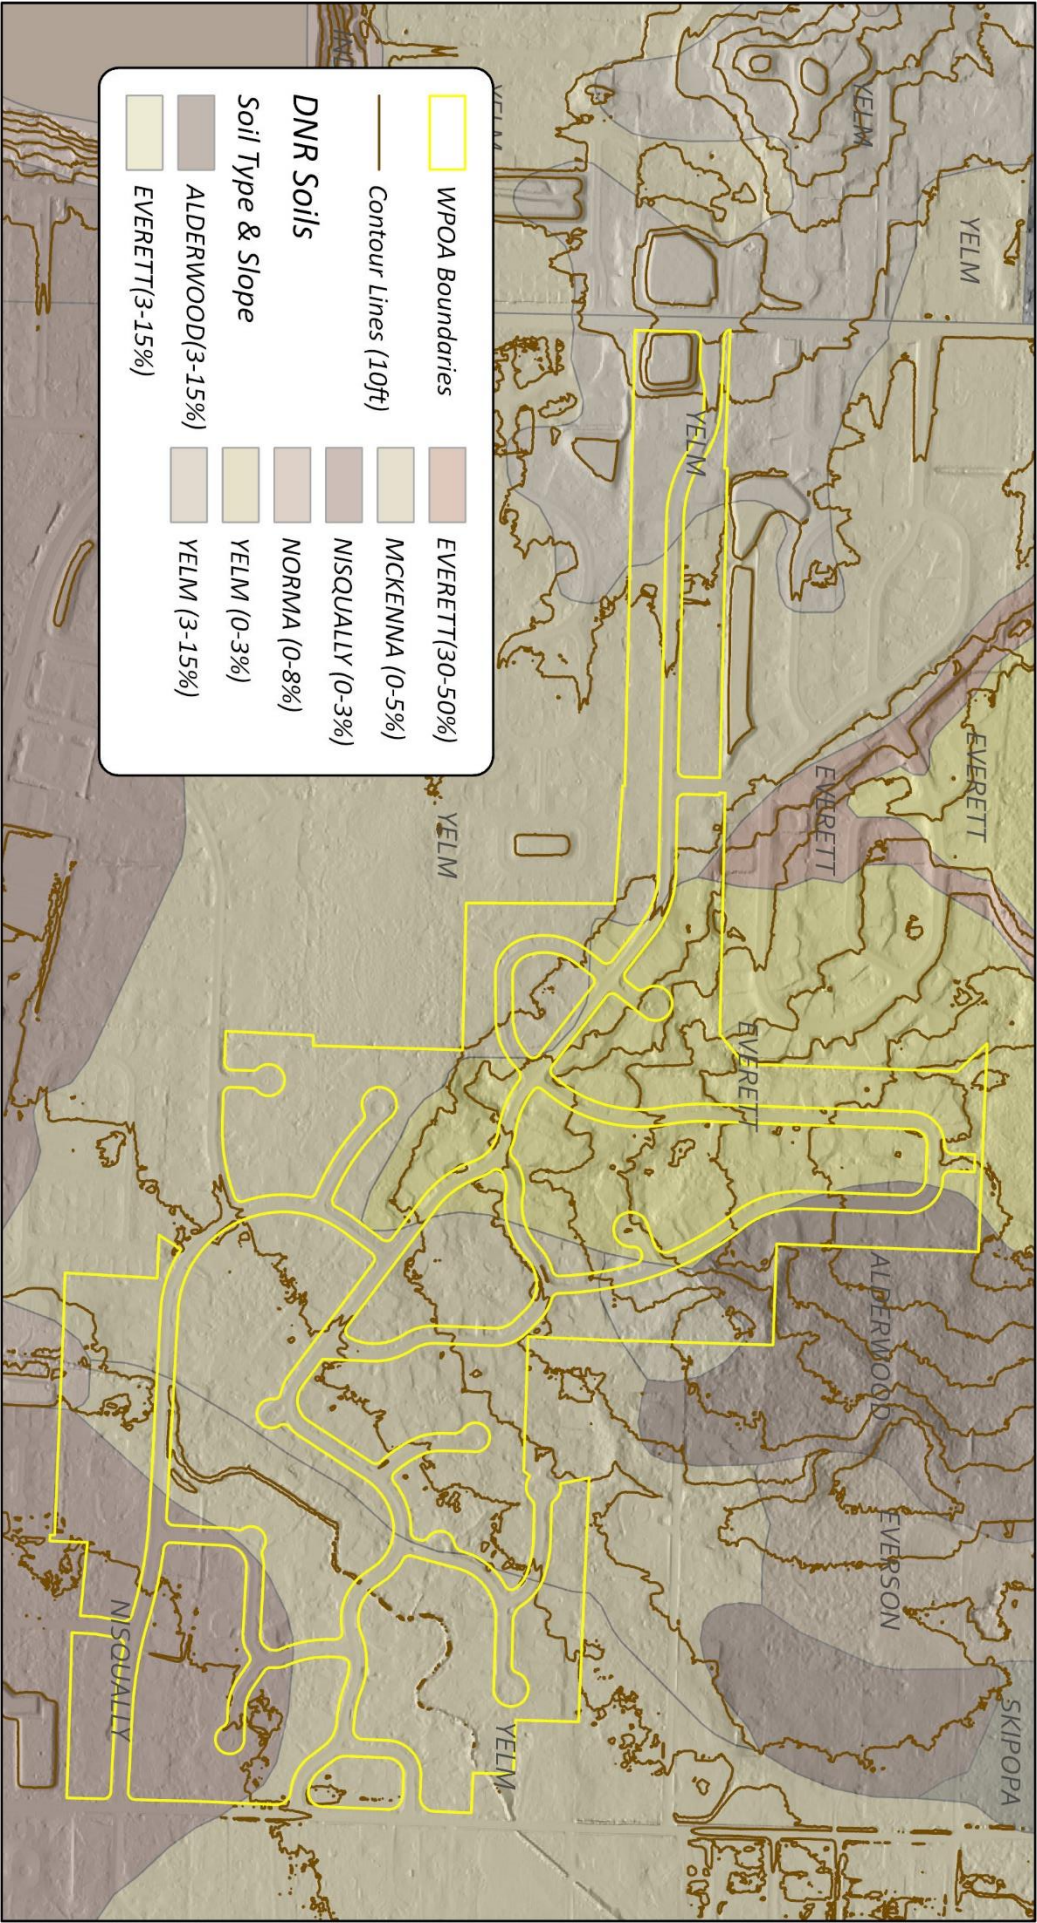 SKIPOPA
EVERETT
YELM
EVERSON
ALDERWOOD
YELM
EVERETT
EVERETT
YELM
YELM
YELM
YELM
NISQUALLY
WPOA Boundaries
Contour Lines (10ft)
DNR Soils
Soil Type & Slope
ALDERWOOD(3-15%)
EVERETT(3-15%)
EVERETT(30-50%)
MCKENNA (0-5%)
NISQUALLY (0-3%)
NORMA (0-8%)
YELM (0-3%)
YELM (3-15%)